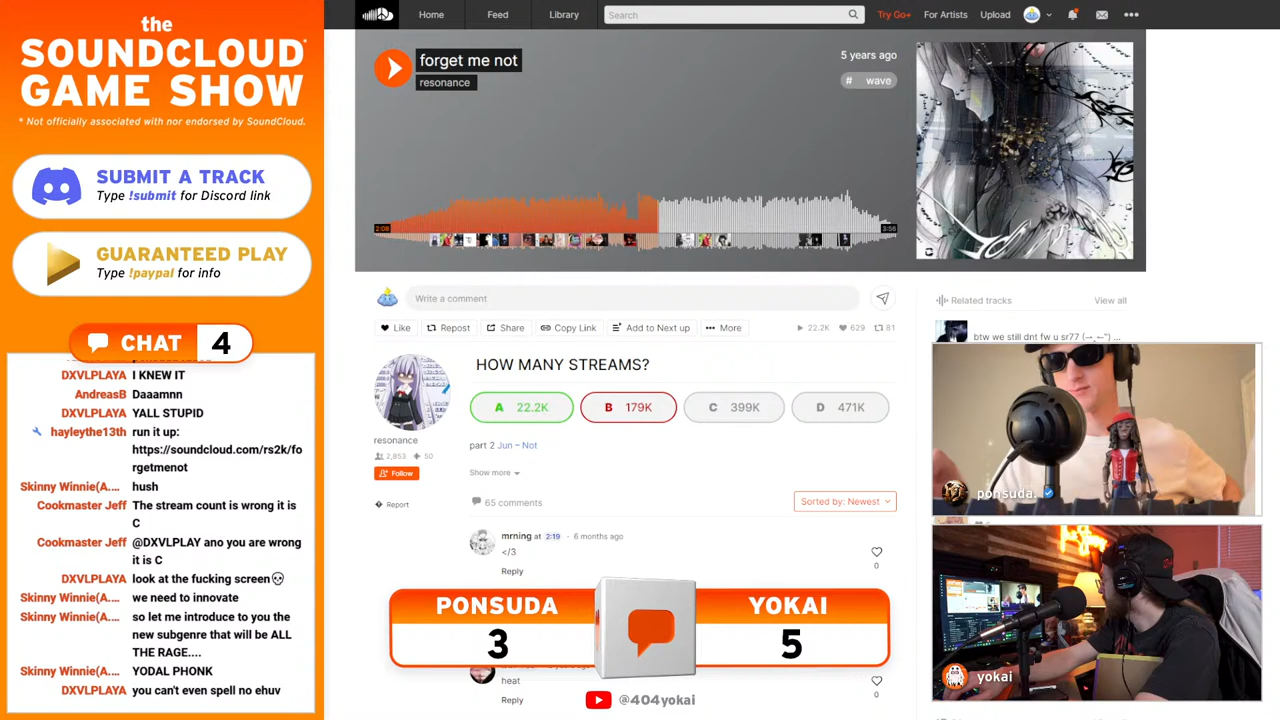 the
SOUNDCLOUD
GAME SHOW
* Not officially associated with nor endorsed by SoundCloud.
SUBMIT A TRACK
Type !submit for Discord link
GUARANTEED PLAY
Type !paypal for info
CHAT 4
DXVLPLAYA I KNEW IT
AndreasB Daaamnn
DXVLPLAYA YALL STUPID
hayleythe13th run it up:
https://soundcloud.com/rs2k/fo
rgetmenot
Skinny Winnie(A.... hush
Cookmaster Jeff The stream count is wrong it is
C
Cookmaster Jeff @DXVLPLAY ano you are wrong
it is C
DXVLPLAYA look at the fucking screen💀
Skinny Winnie(A.... we need to innovate
Skinny Winnie(A.... so let me introduce to you the
new subgenre that will be ALL
THE RAGE....
Skinny Winnie(A.... YODAL PHONK
DXVLPLAYA you can't even spell no ehuv
Home Feed Library Search Try Go+ For Artists Upload
forget me not
resonance
5 years ago
# wave
2:08 3:56
Write a comment
Like Repost Share Copy Link Add to Next up More 22.2K 629 81
HOW MANY STREAMS?
A 22.2K B 179K C 399K D 471K
resonance
2,853 50
Follow
Report
part 2 Jun – Not
Show more
65 comments
Sorted by: Newest
mrning at 2:19 · 6 months ago
</3
Reply
0
PONSUDA
3
YOKAI
5
heat
Reply
0
@404yokai
Related tracks View all
btw we still dnt fw u sr77
ponsuda.
yokai